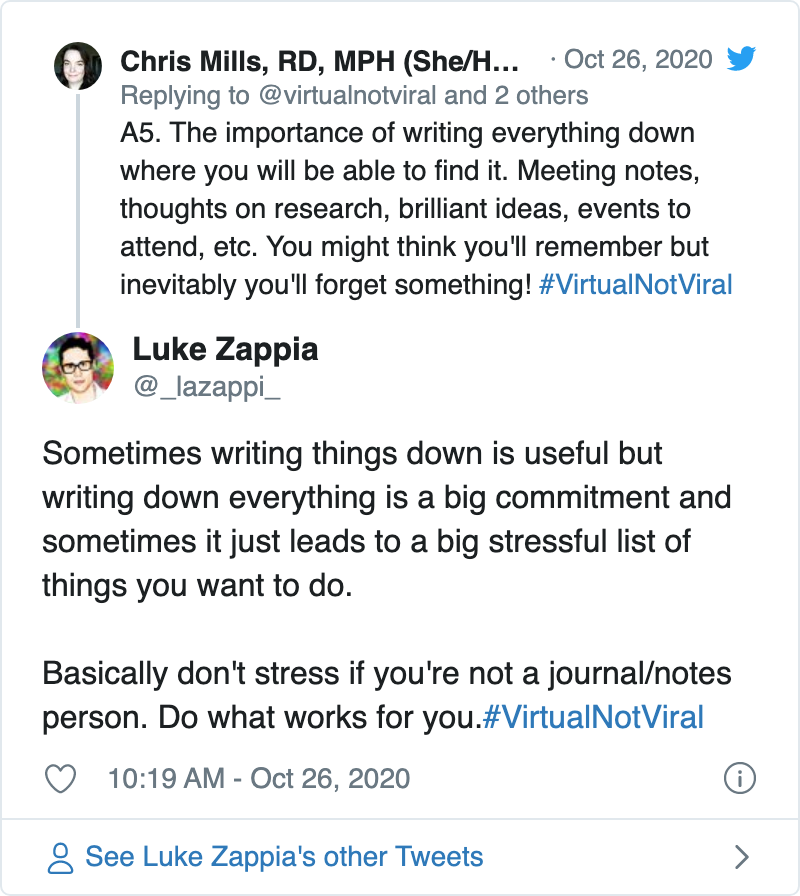 Chris Mills, RD, MPH (She/H... · Oct 26, 2020
Replying to @virtualnotviral and 2 others
A5. The importance of writing everything down
where you will be able to find it. Meeting notes,
thoughts on research, brilliant ideas, events to
attend, etc. You might think you'll remember but
inevitably you'll forget something! #VirtualNotViral
Luke Zappia
@_lazappi_
Sometimes writing things down is useful but
writing down everything is a big commitment and
sometimes it just leads to a big stressful list of
things you want to do.
Basically don't stress if you're not a journal/notes
person. Do what works for you.#VirtualNotViral
10:19 AM - Oct 26, 2020
See Luke Zappia's other Tweets